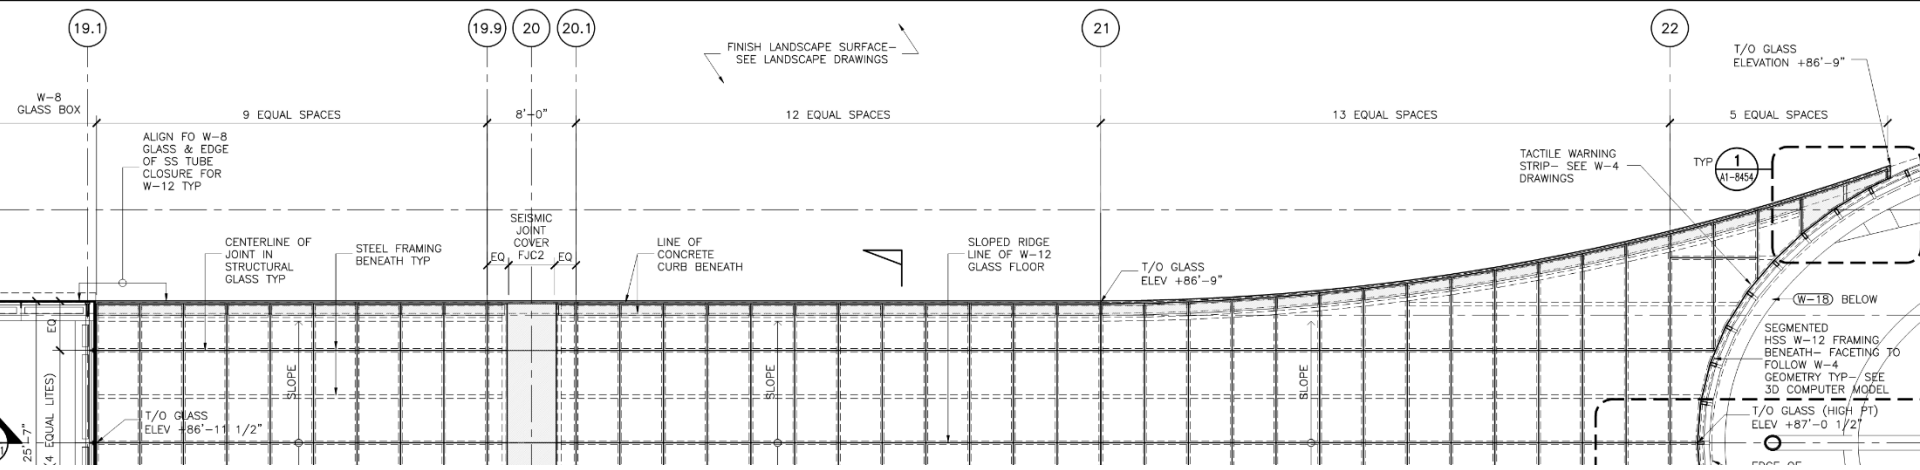 19.1
19.9
20
20.1
21
22
FINISH LANDSCAPE SURFACE-
SEE LANDSCAPE DRAWINGS
T/O GLASS
ELEVATION +86'-9"
W-8
GLASS BOX
9 EQUAL SPACES
8'-0"
12 EQUAL SPACES
13 EQUAL SPACES
5 EQUAL SPACES
ALIGN FO W-8
GLASS & EDGE
OF SS TUBE
CLOSURE FOR
W-12 TYP
TACTILE WARNING
STRIP- SEE W-4
DRAWINGS
TYP
1
A1-8454
SEISMIC
JOINT
COVER
FJC2
EQ
EQ
CENTERLINE OF
JOINT IN
STRUCTURAL
GLASS TYP
STEEL FRAMING
BENEATH TYP
LINE OF
CONCRETE
CURB BENEATH
SLOPED RIDGE
LINE OF W-12
GLASS FLOOR
T/O GLASS
ELEV +86'-9"
W-18 BELOW
EQ
SEGMENTED
HSS W-12 FRAMING
BENEATH- FACETING TO
FOLLOW W-4
GEOMETRY TYP- SEE
3D COMPUTER MODEL
SLOPE
SLOPE
SLOPE
T/O GLASS
ELEV +86'-11 1/2"
T/O GLASS (HIGH PT)
ELEV +87'-0 1/2"
25'-7"
(4 EQUAL LITES)
EDGE OF